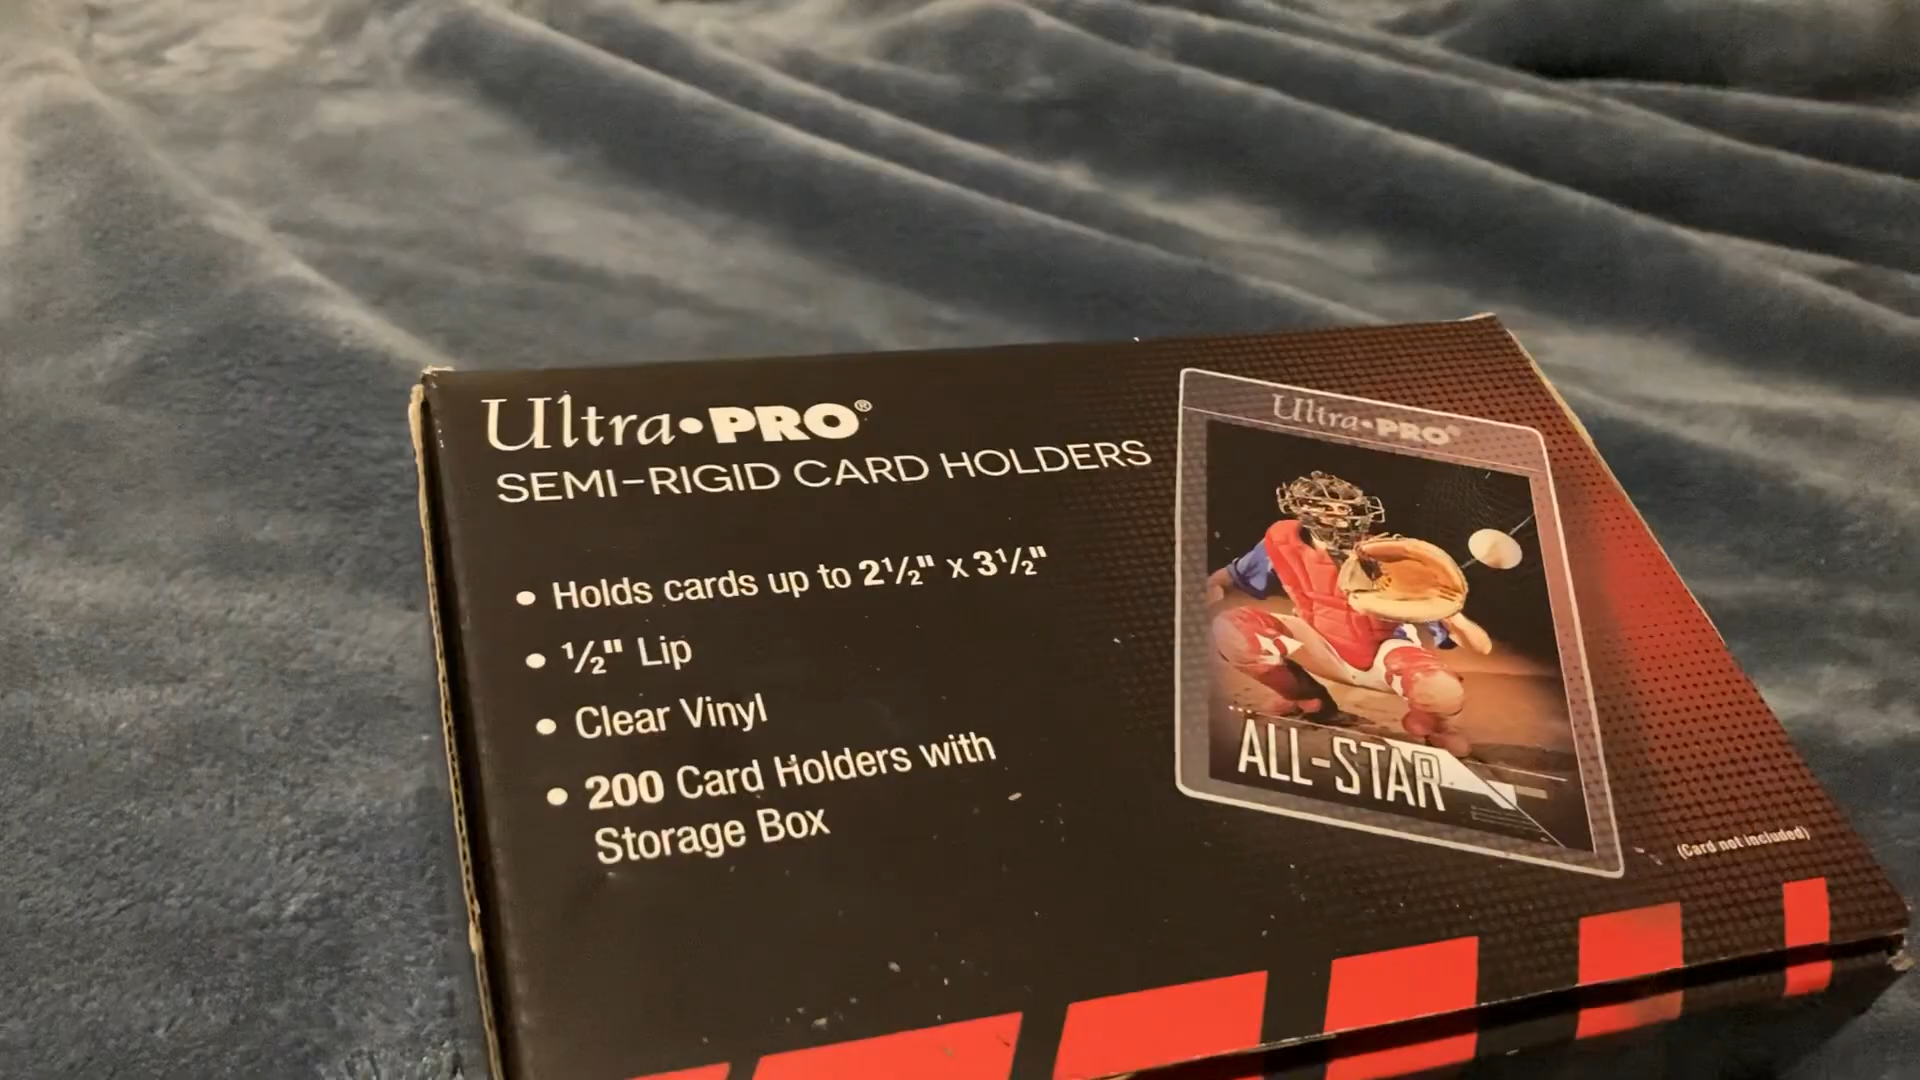 Ultra•PRO®
SEMI-RIGID CARD HOLDERS
• Holds cards up to 2½" x 3½"
• ½" Lip
• Clear Vinyl
• 200 Card Holders with
Storage Box
Ultra•PRO®
ALL-STAR
(Card not included)